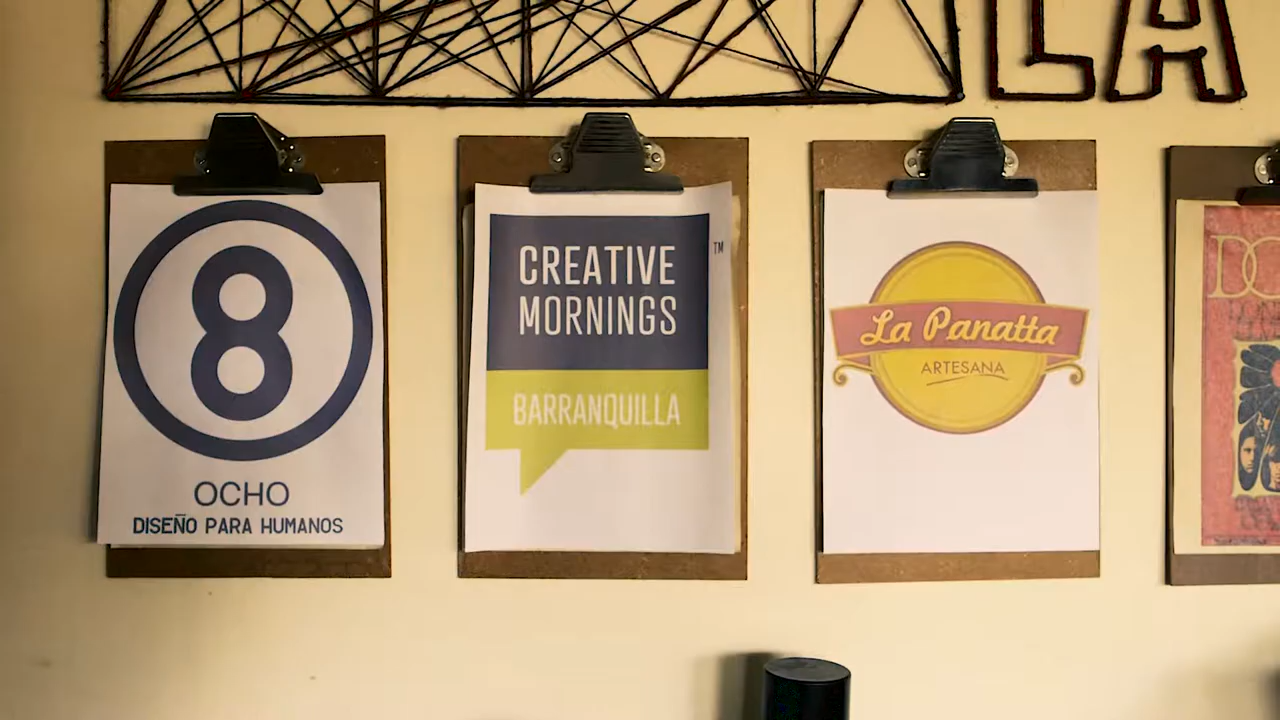 LA
8
OCHO
DISEÑO PARA HUMANOS
CREATIVE
MORNINGS
TM
BARRANQUILLA
La Panatta
ARTESANA